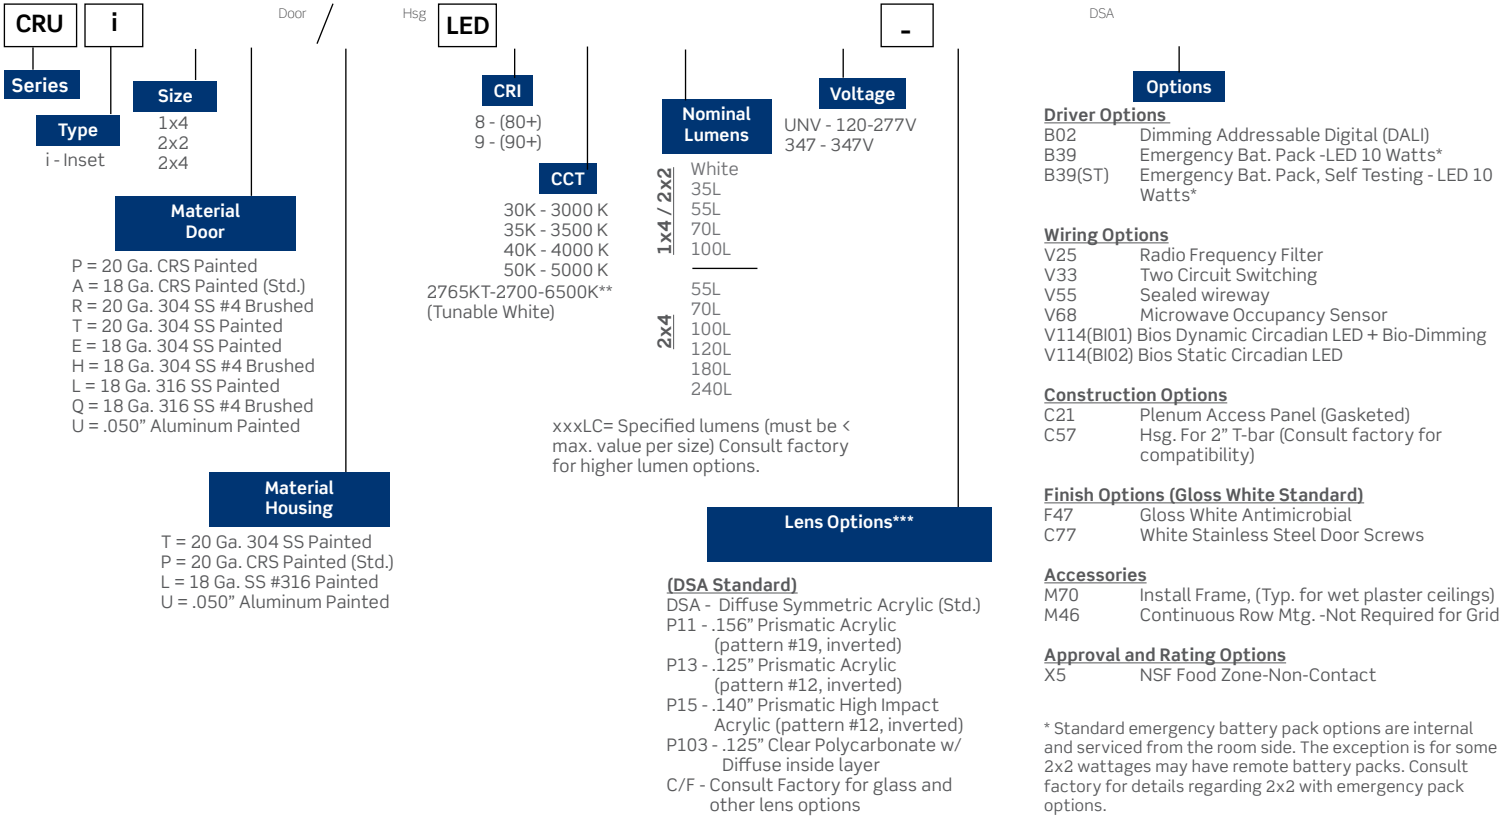 CRU i Door / Hsg LED - DSA
Series
Type
i - Inset
Size
1x4
2x2
2x4
Material
Door
P = 20 Ga. CRS Painted
A = 18 Ga. CRS Painted (Std.)
R = 20 Ga. 304 SS #4 Brushed
T = 20 Ga. 304 SS Painted
E = 18 Ga. 304 SS Painted
H = 18 Ga. 304 SS #4 Brushed
L = 18 Ga. 316 SS Painted
Q = 18 Ga. 316 SS #4 Brushed
U = .050” Aluminum Painted
Material
Housing
T = 20 Ga. 304 SS Painted
P = 20 Ga. CRS Painted (Std.)
L = 18 Ga. SS #316 Painted
U = .050” Aluminum Painted
CRI
8 - (80+)
9 - (90+)
CCT
30K - 3000 K
35K - 3500 K
40K - 4000 K
50K - 5000 K
2765KT-2700-6500K**
(Tunable White)
Nominal
Lumens
1x4 / 2x2
White
35L
55L
70L
100L
2x4
55L
70L
100L
120L
180L
240L
xxxLC= Specified lumens (must be <
max. value per size) Consult factory
for higher lumen options.
Voltage
UNV - 120-277V
347 - 347V
Lens Options***
(DSA Standard)
DSA - Diffuse Symmetric Acrylic (Std.)
P11 - .156” Prismatic Acrylic
(pattern #19, inverted)
P13 - .125” Prismatic Acrylic
(pattern #12, inverted)
P15 - .140” Prismatic High Impact
Acrylic (pattern #12, inverted)
P103 - .125” Clear Polycarbonate w/
Diffuse inside layer
C/F - Consult Factory for glass and
other lens options
Options
Driver Options
B02 Dimming Addressable Digital (DALI)
B39 Emergency Bat. Pack -LED 10 Watts*
B39(ST) Emergency Bat. Pack, Self Testing - LED 10
Watts*
Wiring Options
V25 Radio Frequency Filter
V33 Two Circuit Switching
V55 Sealed wireway
V68 Microwave Occupancy Sensor
V114(BI01) Bios Dynamic Circadian LED + Bio-Dimming
V114(BI02) Bios Static Circadian LED
Construction Options
C21 Plenum Access Panel (Gasketed)
C57 Hsg. For 2” T-bar (Consult factory for
compatibility)
Finish Options (Gloss White Standard)
F47 Gloss White Antimicrobial
C77 White Stainless Steel Door Screws
Accessories
M70 Install Frame, (Typ. for wet plaster ceilings)
M46 Continuous Row Mtg. -Not Required for Grid
Approval and Rating Options
X5 NSF Food Zone-Non-Contact
* Standard emergency battery pack options are internal
and serviced from the room side. The exception is for some
2x2 wattages may have remote battery packs. Consult
factory for details regarding 2x2 with emergency pack
options.